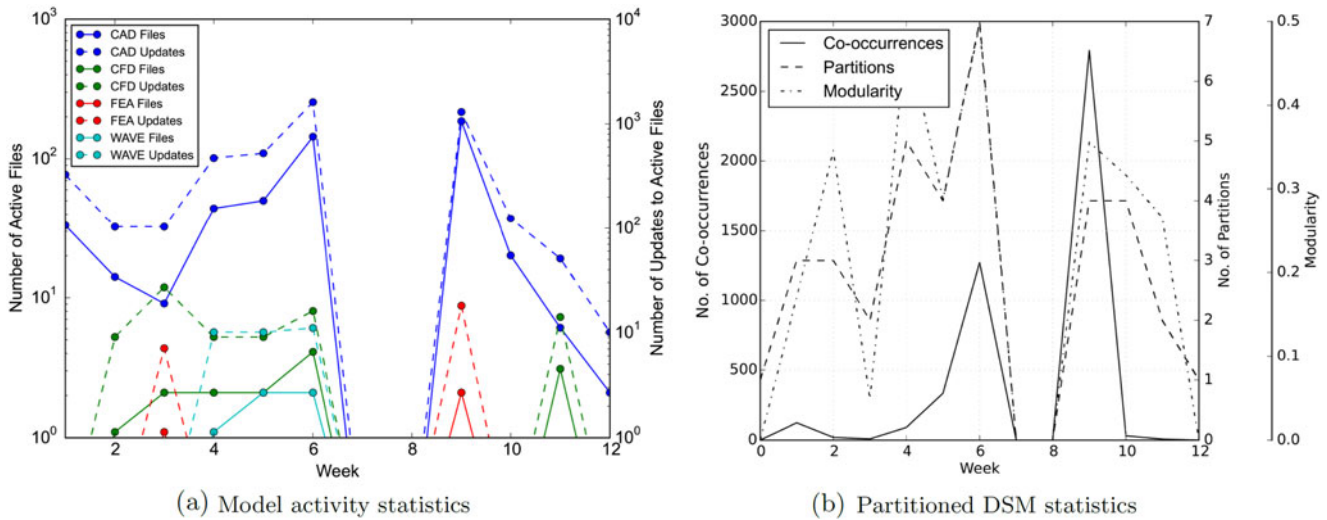 10³
10²
10¹
10⁰
Number of Active Files
CAD Files
CAD Updates
CFD Files
CFD Updates
FEA Files
FEA Updates
WAVE Files
WAVE Updates
10⁴
10³
10²
10¹
10⁰
Number of Updates to Active Files
2 4 6 8 10 12
Week
(a) Model activity statistics
3000
2500
2000
1500
1000
500
0
No. of Co-occurrences
Co-occurrences
Partitions
Modularity
7
6
5
4
3
2
1
0
No. of Partitions
0.5
0.4
0.3
0.2
0.1
0.0
Modularity
0 2 4 6 8 10 12
Week
(b) Partitioned DSM statistics